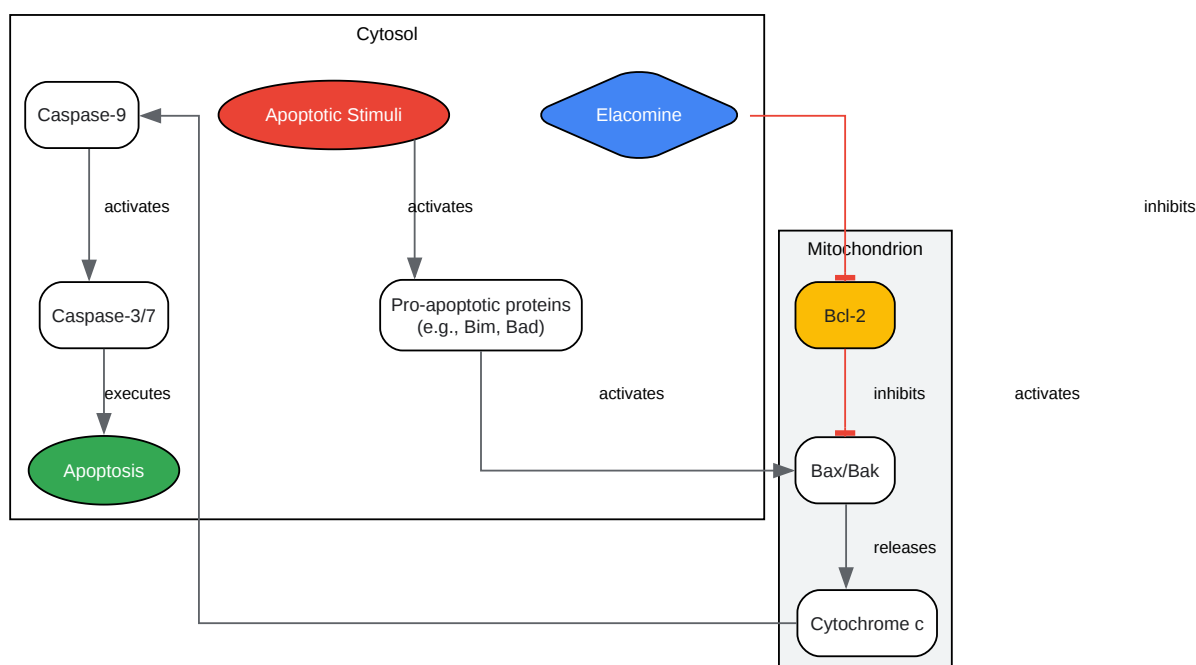 Cytosol
Caspase-9
Apoptotic Stimuli
Elacomine
activates
activates
inhibits
Mitochondrion
Caspase-3/7
Pro-apoptotic proteins
(e.g., Bim, Bad)
Bcl-2
executes
activates
inhibits
activates
Apoptosis
Bax/Bak
releases
Cytochrome c